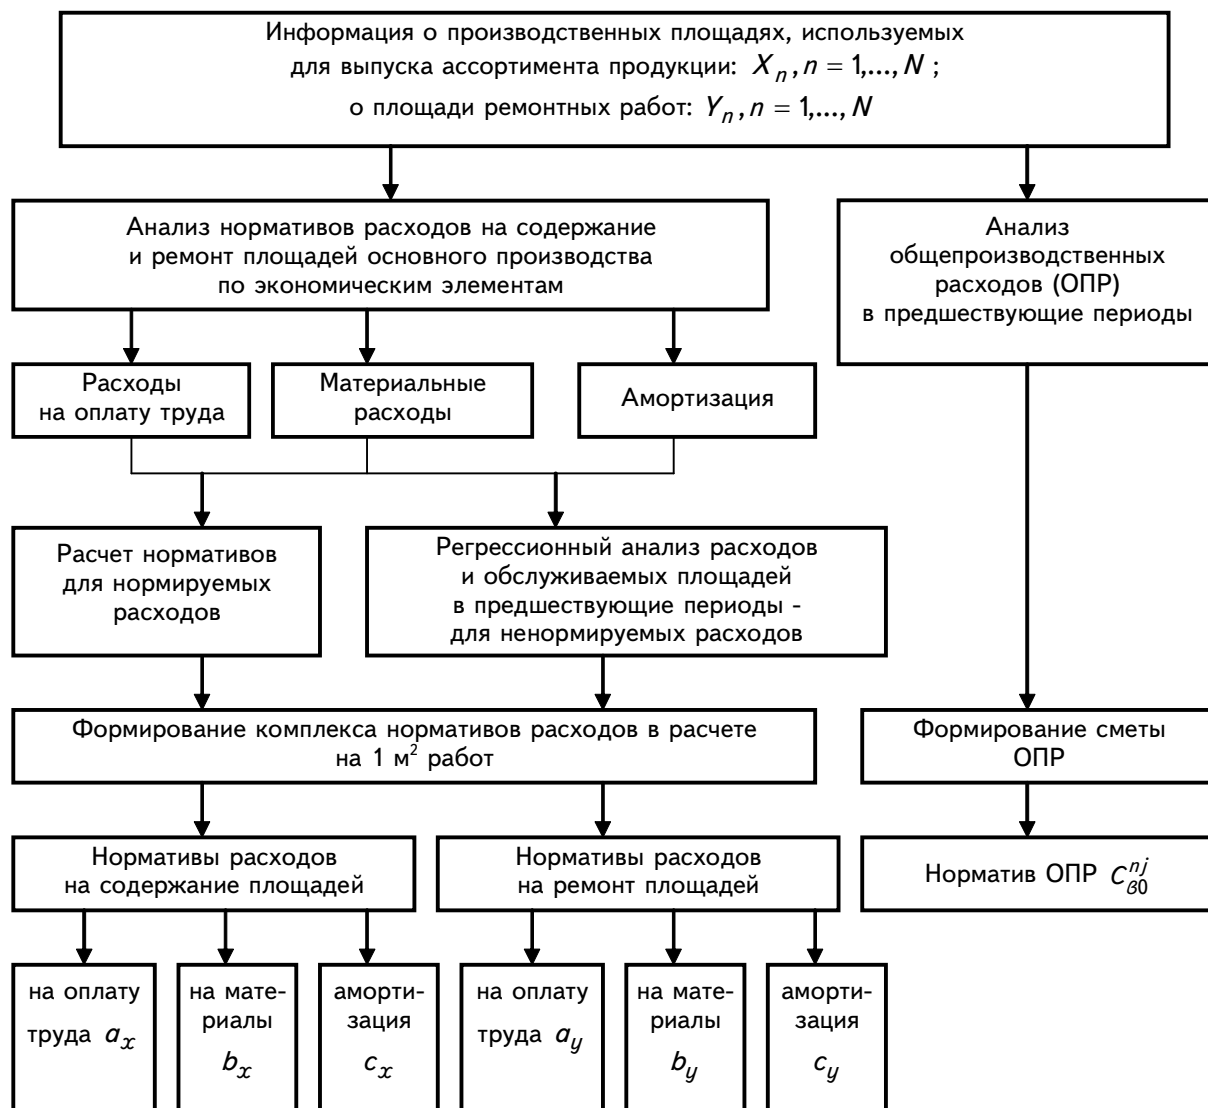 Информация о производственных площадях, используемых
для выпуска ассортимента продукции: X_n, n = 1,..., N ;
о площади ремонтных работ: Y_n, n = 1,..., N
Анализ нормативов расходов на содержание
и ремонт площадей основного производства
по экономическим элементам
Анализ
общепроизводственных
расходов (ОПР)
в предшествующие периоды
Расходы
на оплату труда
Материальные
расходы
Амортизация
Расчет нормативов
для нормируемых
расходов
Регрессионный анализ расходов
и обслуживаемых площадей
в предшествующие периоды -
для ненормируемых расходов
Формирование комплекса нормативов расходов в расчете
на 1 м² работ
Формирование сметы
ОПР
Нормативы расходов
на содержание площадей
Нормативы расходов
на ремонт площадей
Норматив ОПР C_{β0}^{nj}
на оплату
труда a_x
на мате-
риалы
b_x
аморти-
зация
c_x
на оплату
труда a_y
на мате-
риалы
b_y
аморти-
зация
c_y